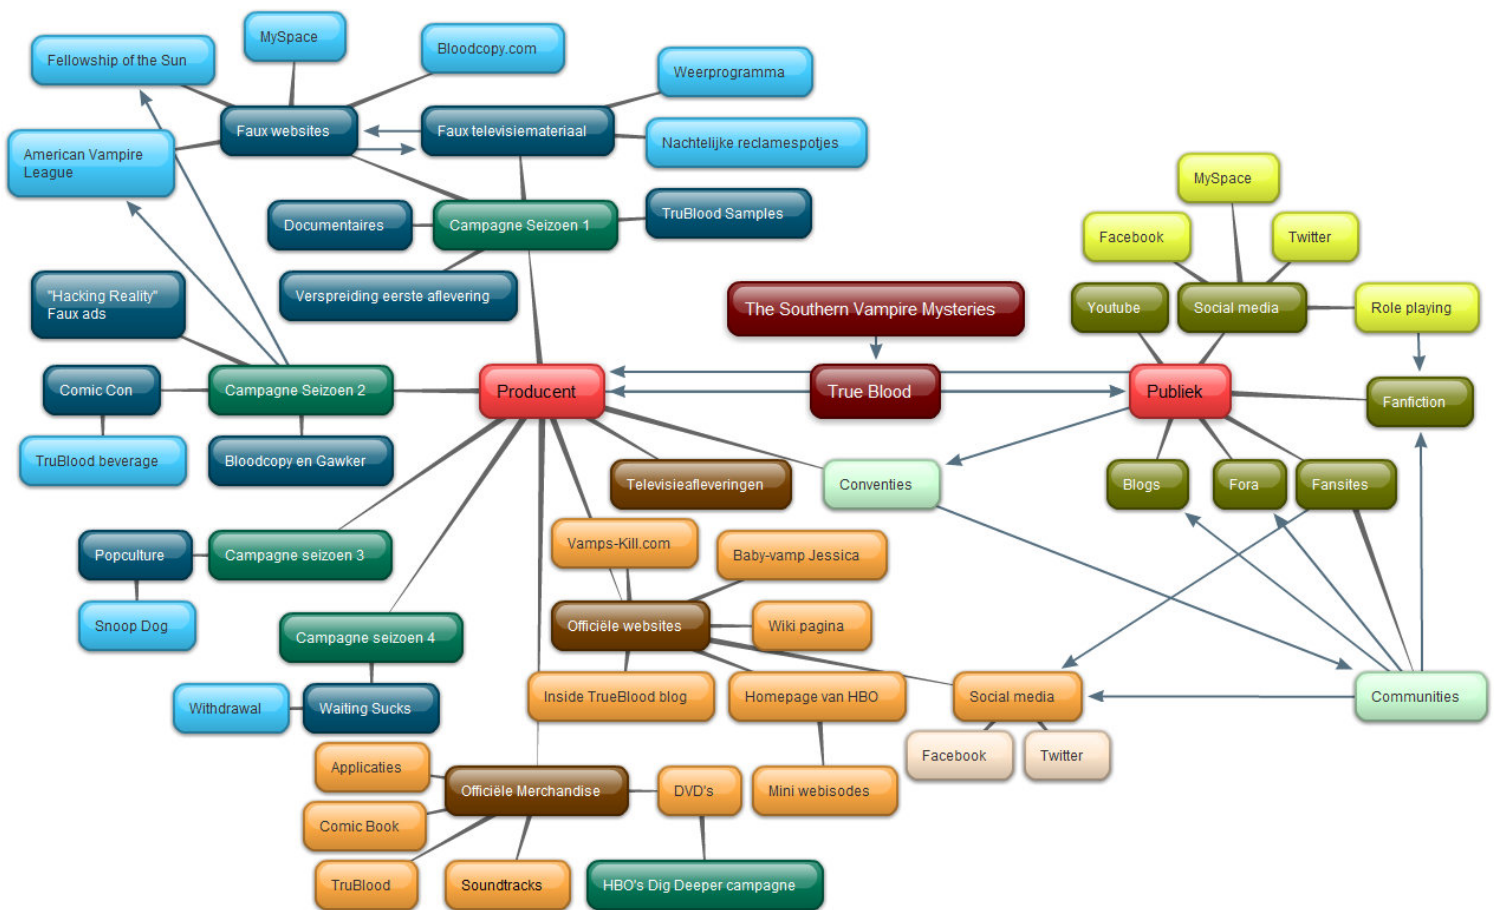 MySpace
Bloodcopy.com
Fellowship of the Sun
Weerprogramma
Faux websites
Faux televisiemateriaal
Nachtelijke reclamespotjes
American Vampire
League
MySpace
Documentaires
Campagne Seizoen 1
TruBlood Samples
Facebook
Twitter
"Hacking Reality"
Faux ads
Verspreiding eerste aflevering
The Southern Vampire Mysteries
Youtube
Social media
Role playing
Comic Con
Campagne Seizoen 2
Producent
True Blood
Publiek
Fanfiction
TruBlood beverage
Bloodcopy en Gawker
Televisieafleveringen
Conventies
Blogs
Fora
Fansites
Popculture
Campagne seizoen 3
Vamps-Kill.com
Baby-vamp Jessica
Snoop Dog
Campagne seizoen 4
Officiële websites
Wiki pagina
Withdrawal
Waiting Sucks
Inside TrueBlood blog
Homepage van HBO
Social media
Communities
Applicaties
Facebook
Twitter
Officiële Merchandise
DVD's
Mini webisodes
Comic Book
TruBlood
Soundtracks
HBO's Dig Deeper campagne